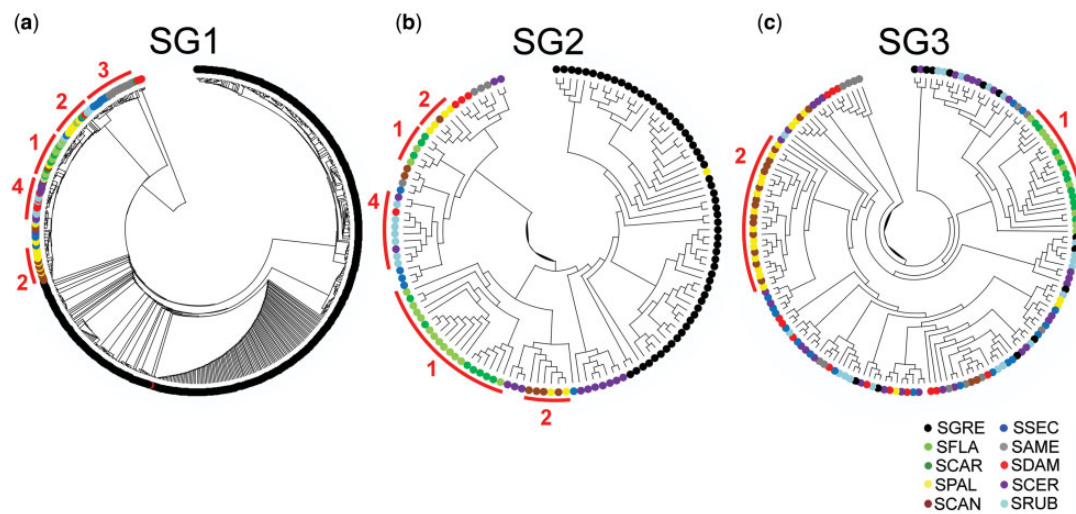 (a)
SG1
3
2
1
4
2
(b)
SG2
2
1
4
1
2
(c)
SG3
1
2
SGRE SSEC
SFLA SAME
SCAR SDAM
SPAL SCER
SCAN SRUB